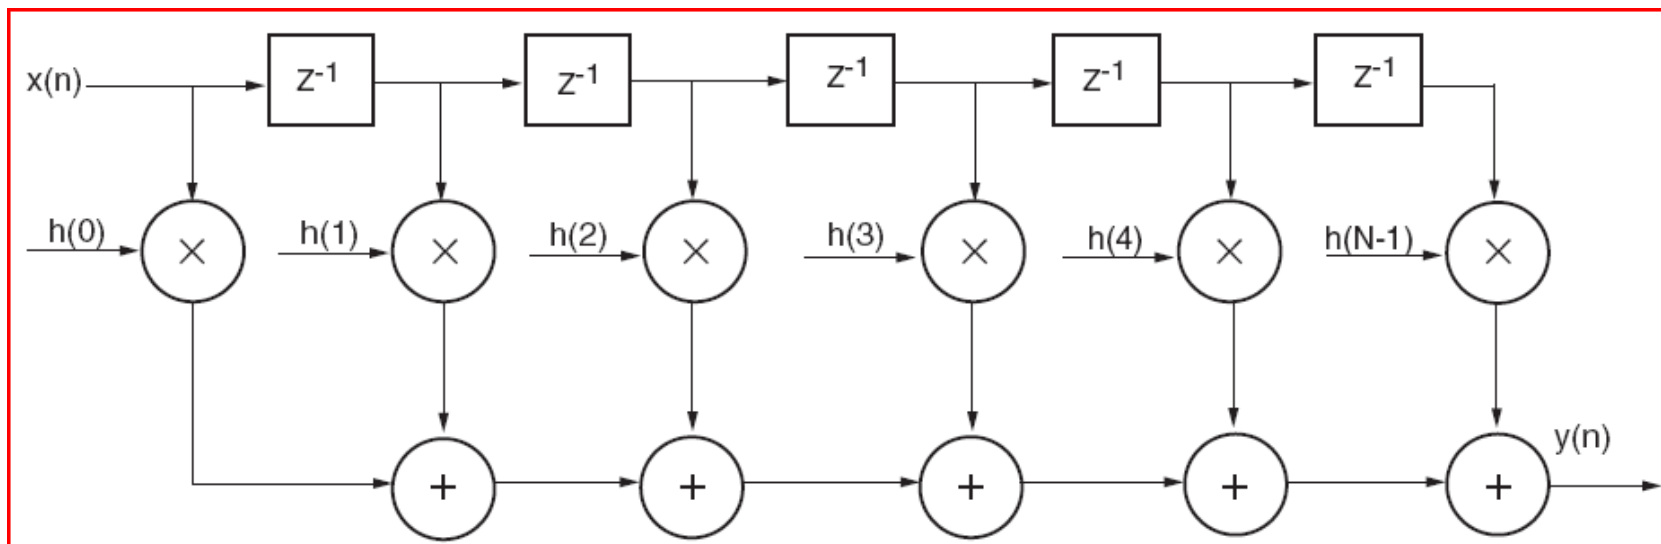 x(n) z⁻¹ z⁻¹ z⁻¹ z⁻¹ z⁻¹
h(0) × h(1) × h(2) × h(3) × h(4) × h(N-1) ×
+ + + + + y(n)